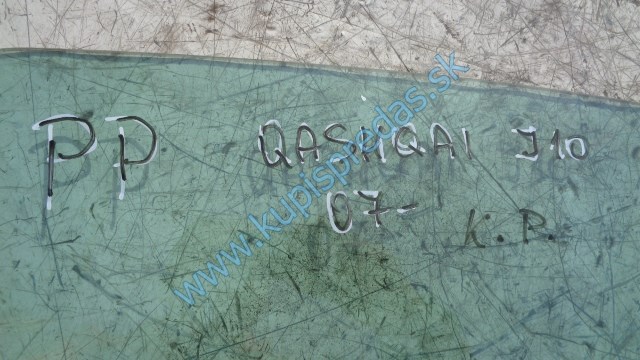 PP QASHQAI J10
07-
K.P.
www.kupispredas.sk